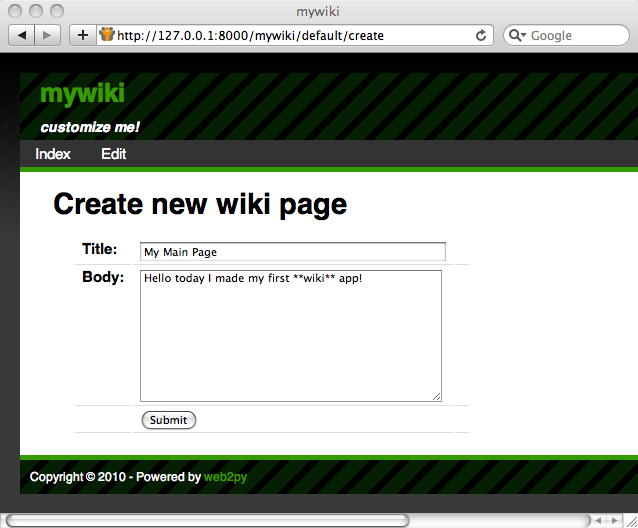 mywiki
http://127.0.0.1:8000/mywiki/default/create
Google
mywiki
customize me!
Index Edit
Create new wiki page
Title: My Main Page
Body: Hello today I made my first **wiki** app!
Submit
Copyright © 2010 - Powered by web2py